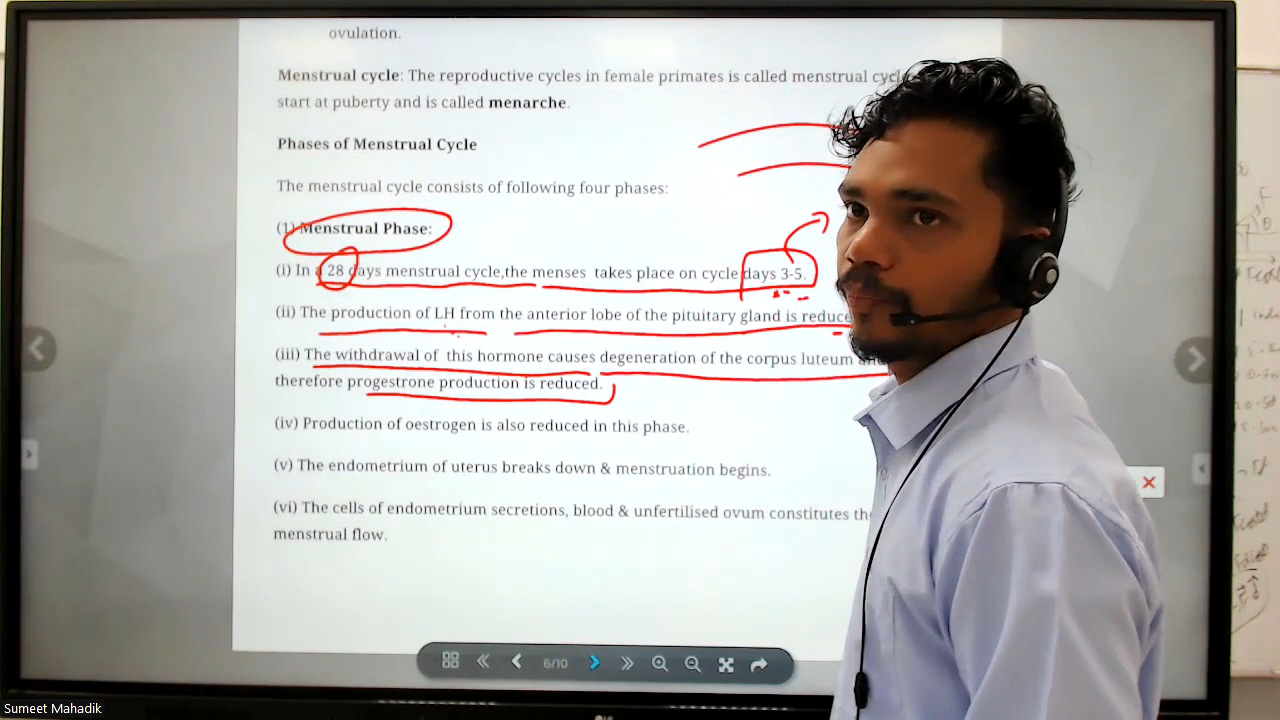 ovulation.
Menstrual cycle: The reproductive cycles in female primates is called menstrual
start at puberty and is called menarche.
Phases of Menstrual Cycle
The menstrual cycle consists of following four phases:
(1) Menstrual Phase:
(i) In a 28 days menstrual cycle,the menses takes place on cycle days 3-5.
(ii) The production of LH from the anterior lobe of the pituitary gland is
(iii) The withdrawal of this hormone causes degeneration of the corpus luteum
therefore progestrone production is reduced.
(iv) Production of oestrogen is also reduced in this phase.
(v) The endometrium of uterus breaks down & menstruation begins.
(vi) The cells of endometrium secretions, blood & unfertilised ovum constitutes
menstrual flow.
6/10
Sumeet Mahadik
LG